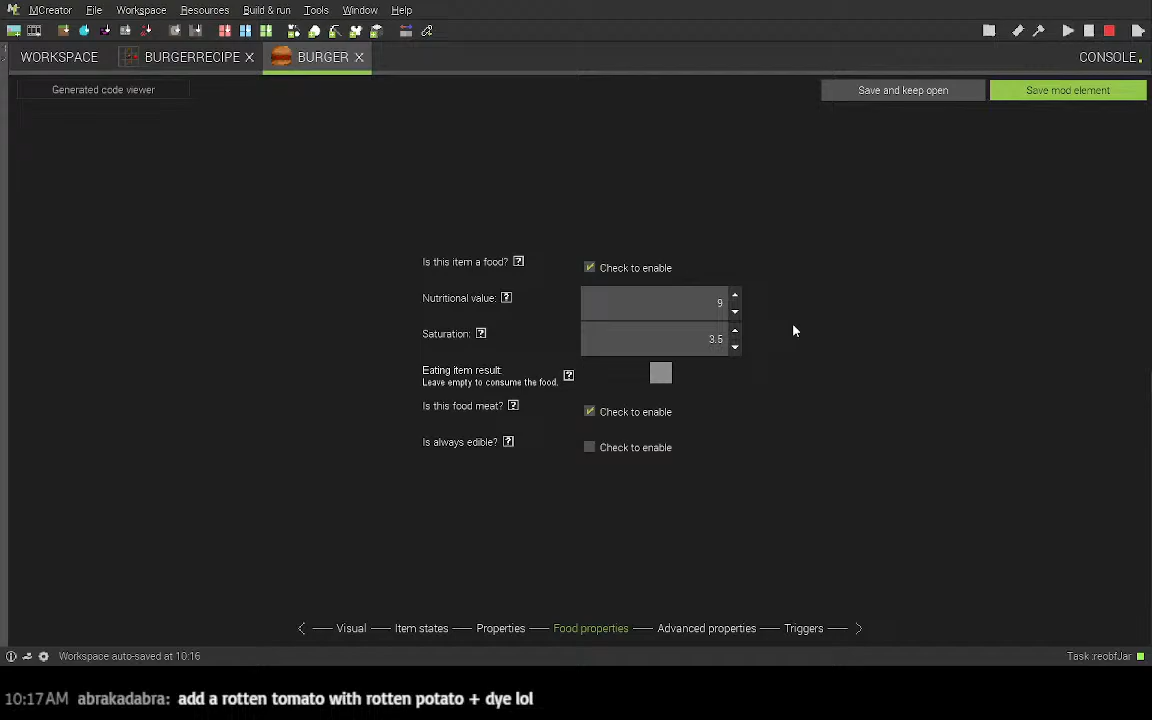 MCreator File Workspace Resources Build & run Tools Window Help
WORKSPACE BURGERRECIPE BURGER CONSOLE
Generated code viewer Save and keep open Save mod element
Is this item a food? Check to enable
Nutritional value: 9
Saturation: 3.5
Eating item result:
Leave empty to consume the food.
Is this food meat? Check to enable
Is always edible? Check to enable
Visual Item states Properties Food properties Advanced properties Triggers
Workspace auto-saved at 10:16 Task :reobfJar
10:17AM abrakadabra: add a rotten tomato with rotten potato + dye lol